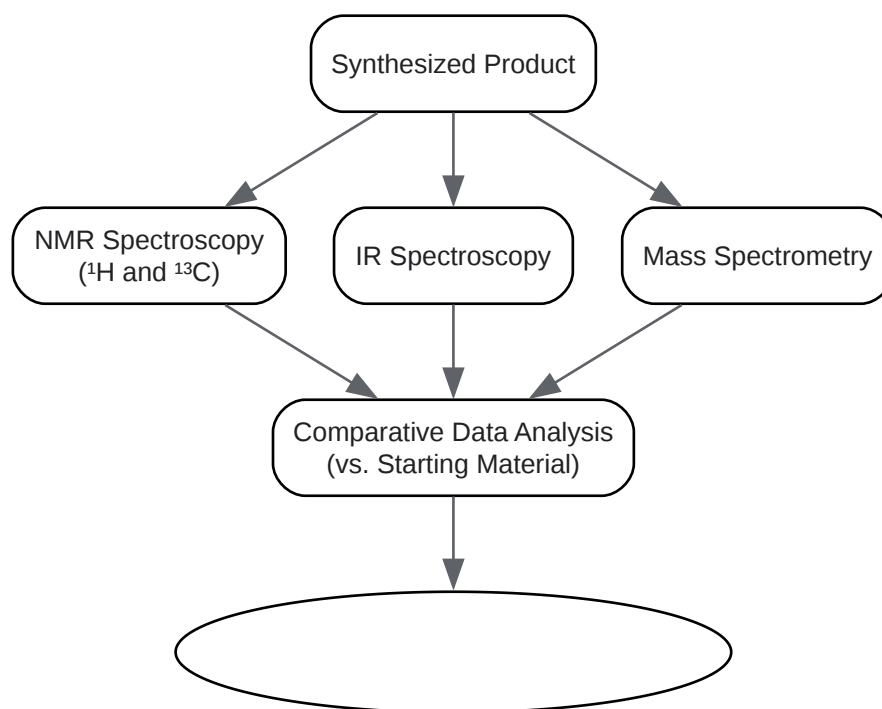 Synthesized Product
NMR Spectroscopy
(¹H and ¹³C)
IR Spectroscopy
Mass Spectrometry
Comparative Data Analysis
(vs. Starting Material)